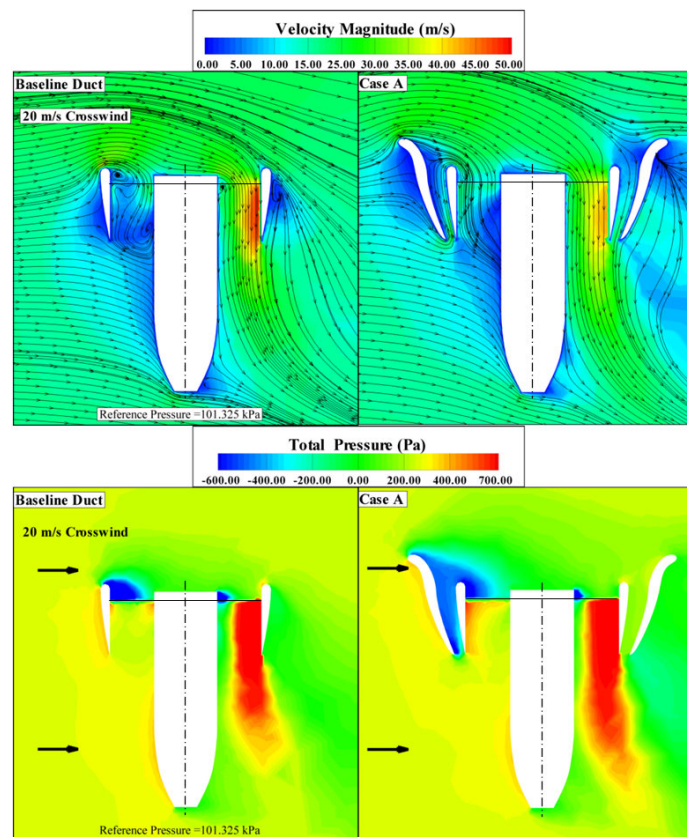 Velocity Magnitude (m/s)
0.00 5.00 10.00 15.00 20.00 25.00 30.00 35.00 40.00 45.00 50.00
Baseline Duct
Case A
20 m/s Crosswind
Reference Pressure =101.325 kPa
Total Pressure (Pa)
-600.00 -400.00 -200.00 0.00 200.00 400.00 700.00
Baseline Duct
Case A
20 m/s Crosswind
Reference Pressure =101.325 kPa